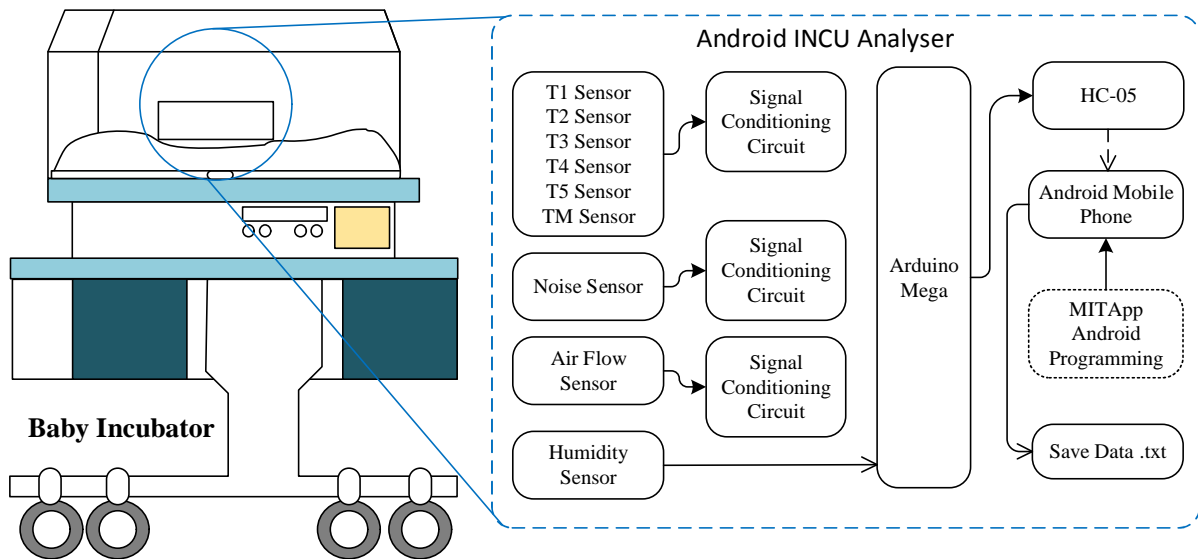 Android INCU Analyser
T1 Sensor
T2 Sensor
T3 Sensor
T4 Sensor
T5 Sensor
TM Sensor
Signal
Conditioning
Circuit
Noise Sensor
Signal
Conditioning
Circuit
Air Flow
Sensor
Signal
Conditioning
Circuit
Humidity
Sensor
Arduino
Mega
HC-05
Android Mobile
Phone
MITApp
Android
Programming
Save Data .txt
Baby Incubator